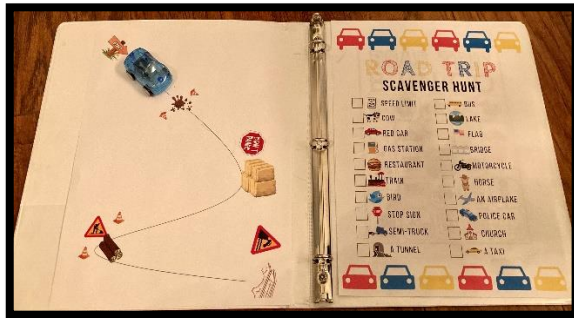 ROAD TRIP
SCAVENGER HUNT
SPEED LIMIT
BUS
COW
LAKE
RED CAR
FLAG
GAS STATION
BRIDGE
RESTAURANT
MOTORCYCLE
TRAIN
HORSE
BIRD
AN AIRPLANE
STOP SIGN
POLICE CAR
SEMI-TRUCK
CHURCH
A TUNNEL
A TAXI